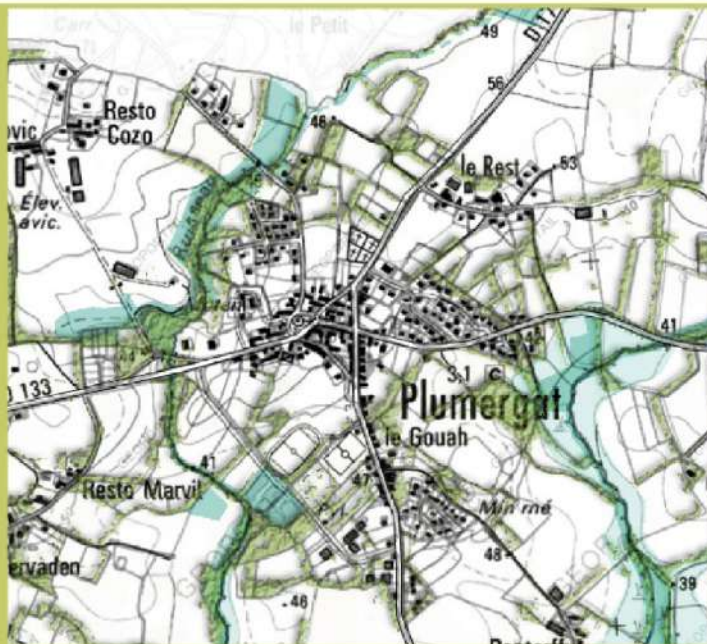 le Petit
49
D 17
56
Resto
Cozo
46
le Rest
53
Élev.
avic.
41
3,1 C
133
Plumergat
le Gouah
41
47
Resto Marvil
Min rné
48
39
46